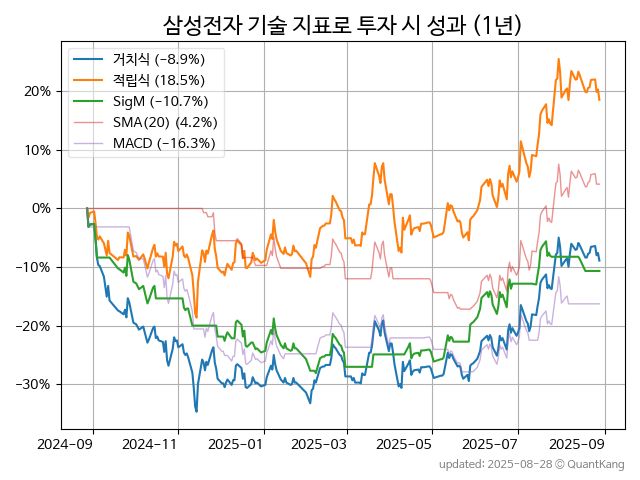 삼성전자 기술 지표로 투자 시 성과 (1년)
거치식 (−8.9%)
적립식 (18.5%)
SigM (−10.7%)
SMA(20) (4.2%)
MACD (−16.3%)
20%
10%
0%
−10%
−20%
−30%
2024-09 2024-11 2025-01 2025-03 2025-05 2025-07 2025-09
updated: 2025-08-28 © QuantKang